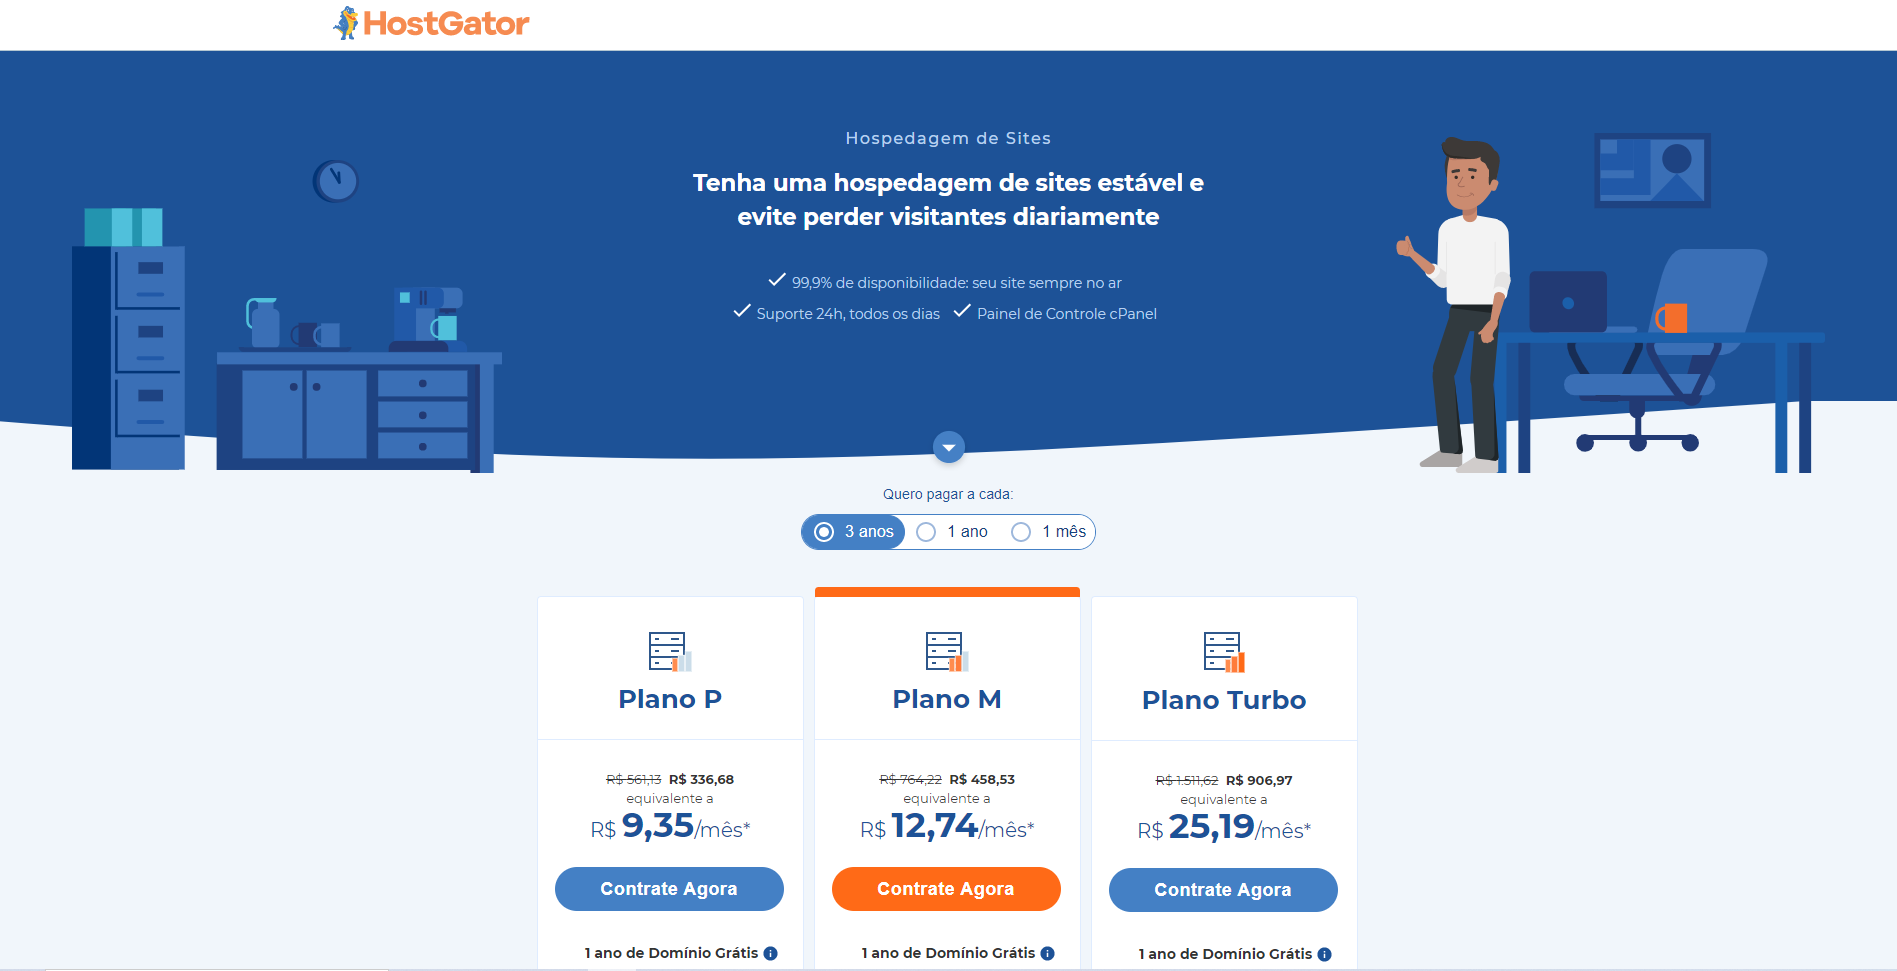 HostGator
Hospedagem de Sites
Tenha uma hospedagem de sites estável e
evite perder visitantes diariamente
99,9% de disponibilidade: seu site sempre no ar
Suporte 24h, todos os dias Painel de Controle cPanel
Quero pagar a cada:
3 anos 1 ano 1 mês
Plano P
R$ 561,13 R$ 336,68
equivalente a
R$ 9,35/mês*
Contrate Agora
1 ano de Domínio Grátis
Plano M
R$ 764,22 R$ 458,53
equivalente a
R$ 12,74/mês*
Contrate Agora
1 ano de Domínio Grátis
Plano Turbo
R$ 1.511,62 R$ 906,97
equivalente a
R$ 25,19/mês*
Contrate Agora
1 ano de Domínio Grátis